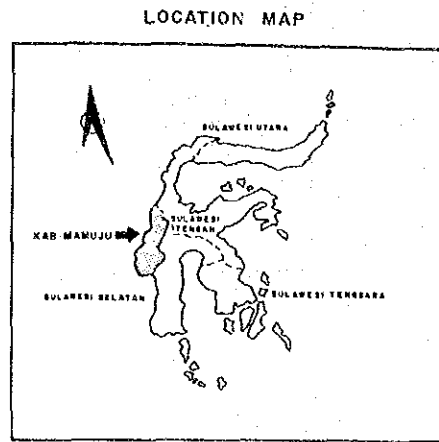 LOCATION MAP
SULAWESI UTARA
SULAWESI
TENGAH
KAB·MAMUJU
SULAWESI SELATAN
SULAWESI TENGGARA